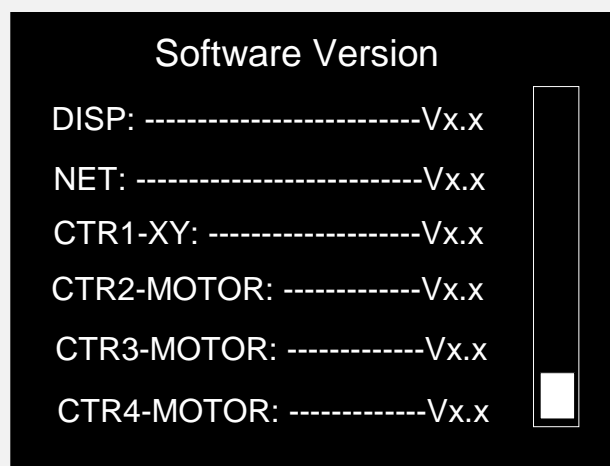 Software Version
DISP: --------------------------Vx.x
NET: ---------------------------Vx.x
CTR1-XY: --------------------Vx.x
CTR2-MOTOR: -------------Vx.x
CTR3-MOTOR: -------------Vx.x
CTR4-MOTOR: -------------Vx.x